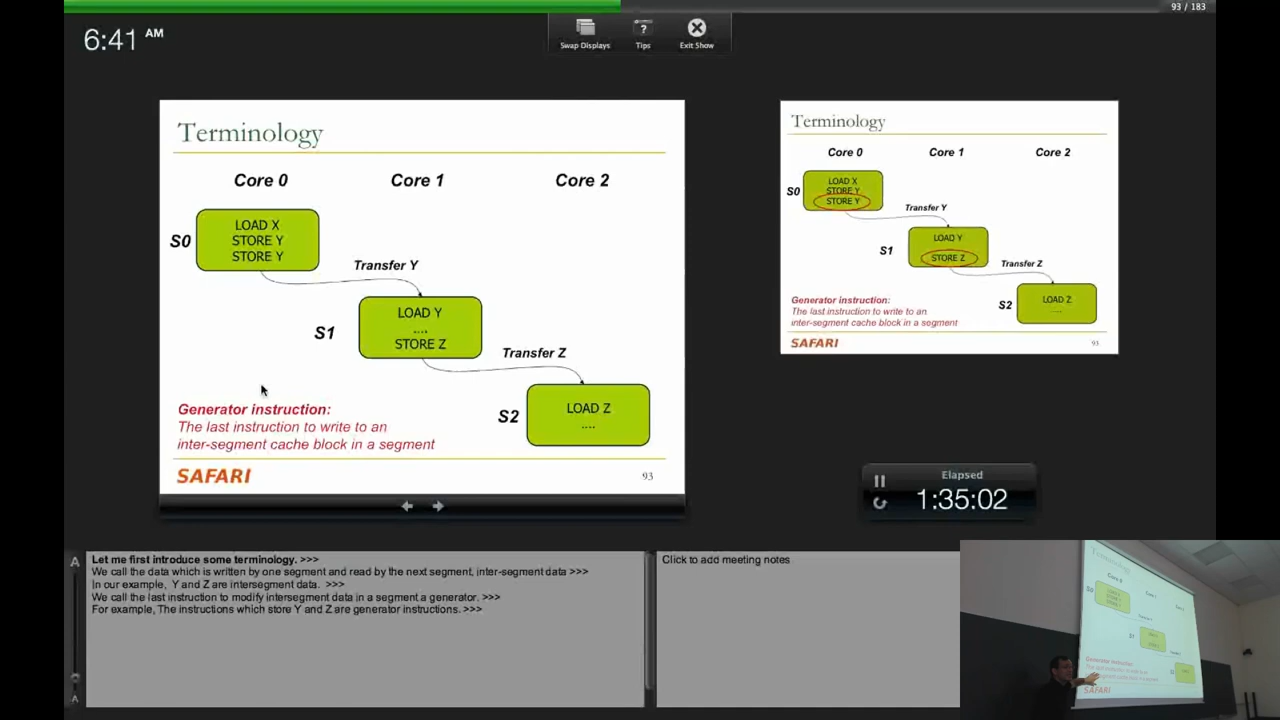 93 / 183
6:41 AM
Swap Displays
Tips
Exit Show
Terminology
Core 0
Core 1
Core 2
S0
LOAD X
STORE Y
STORE Y
Transfer Y
S1
LOAD Y
....
STORE Z
Transfer Z
S2
LOAD Z
....
Generator instruction:
The last instruction to write to an
inter-segment cache block in a segment
SAFARI
93
Terminology
Core 0
Core 1
Core 2
S0
LOAD X
STORE Y
STORE Y
Transfer Y
S1
LOAD Y
STORE Z
Transfer Z
S2
LOAD Z
....
Generator instruction:
The last instruction to write to an
inter-segment cache block in a segment
SAFARI
93
Elapsed
1:35:02
A
A
Let me first introduce some terminology. >>>
We call the data which is written by one segment and read by the next segment, inter-segment data >>>
In our example, Y and Z are intersegment data. >>>
We call the last instruction to modify intersegment data in a segment a generator. >>>
For example, The instructions which store Y and Z are generator instructions. >>>
Click to add meeting notes
Terminology
Generator instruction:
SAFARI